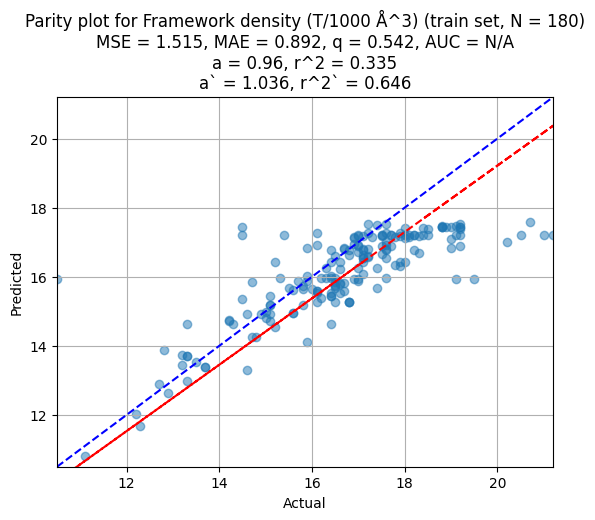 Parity plot for Framework density (T/1000 Å^3) (train set, N = 180)
MSE = 1.515, MAE = 0.892, q = 0.542, AUC = N/A
a = 0.96, r^2 = 0.335
a` = 1.036, r^2` = 0.646
20
18
16
14
12
Predicted
12 14 16 18 20
Actual